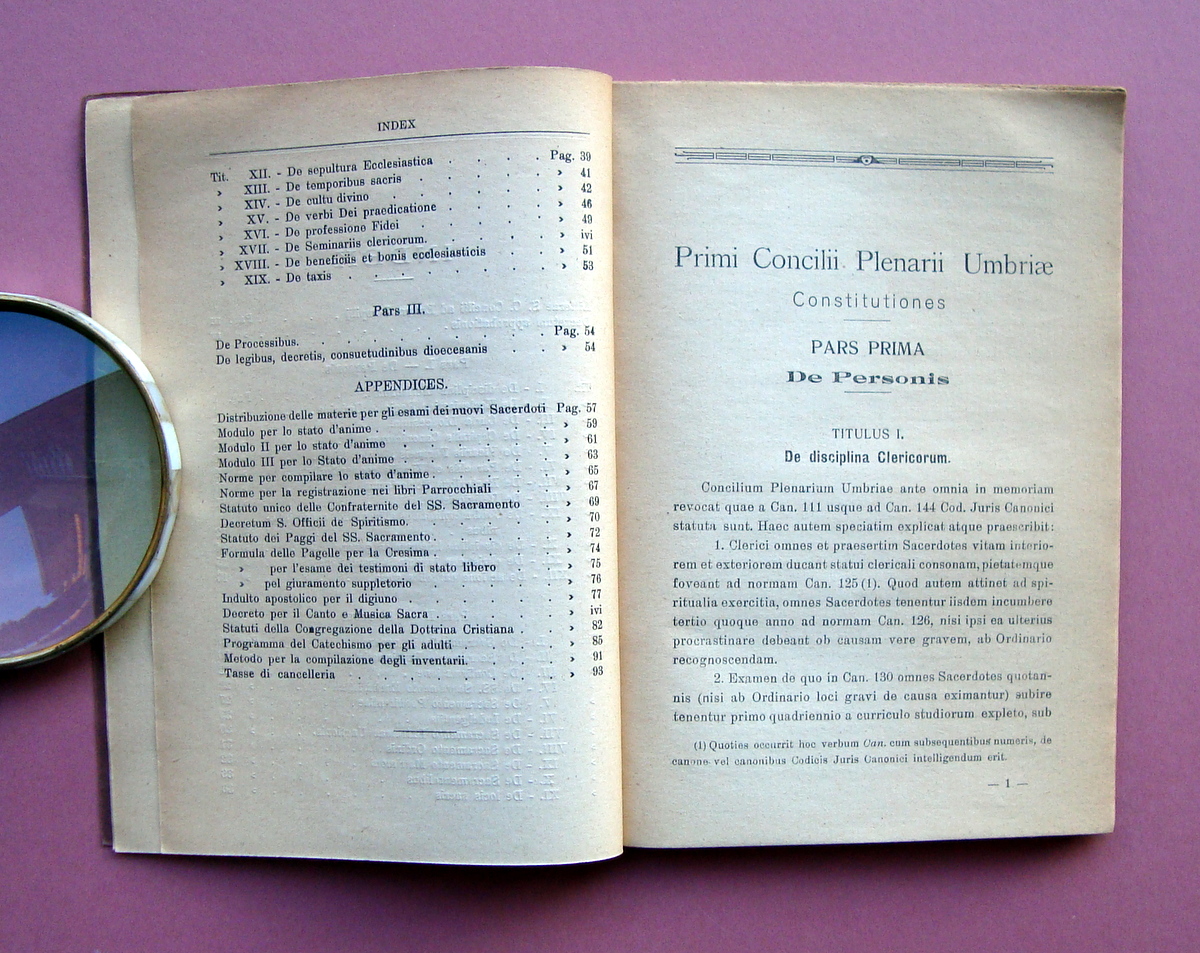 INDEX
Tit. XII. - De sepultura Ecclesiastica . . . . Pag. 39
» XIII. - De temporibus sacris . . . . . » 41
» XIV. - De cultu divino . . . . . . » 42
» XV. - De verbi Dei praedicatione . . . . » 46
» XVI. - De professione Fidei . . . . . » 49
» XVII. - De Seminariis clericorum. . . . . » ivi
» XVIII. - De beneficiis et bonis ecclesiasticis . . » 51
» XIX. - De taxis . . . . . . . » 53
Pars III.
De Processibus. . . . . . . . . Pag. 54
De legibus, decretis, consuetudinibus dioecesanis . . » 54
APPENDICES.
Distribuzione delle materie per gli esami dei nuovi Sacerdoti Pag. 57
Modulo per lo stato d'anime . . . . . . » 59
Modulo II per lo stato d'anime . . . . . » 61
Modulo III per lo Stato d'anime . . . . . » 63
Norme per compilare lo stato d'anime . . . . » 65
Norme per la registrazione nei libri Parrocchiali . . » 67
Statuto unico delle Confraternite del SS. Sacramento . » 69
Decretum S. Officii de Spiritismo. . . . . . » 70
Statuto dei Paggi del SS. Sacramento . . . . » 72
Formula delle Pagelle per la Cresima . . . . » 74
» per l'esame dei testimoni di stato libero . » 75
» pel giuramento suppletorio . . . . » 76
Indulto apostolico per il digiuno . . . . . » 77
Decreto per il Canto e Musica Sacra . . . . » ivi
Statuti della Congregazione della Dottrina Cristiana . . » 82
Programma del Catechismo per gli adulti . . . » 85
Metodo per la compilazione degli inventarii. . . . » 91
Tasse di cancelleria . . . . . . . » 93
Primi Concilii Plenarii Umbriæ
Constitutiones
PARS PRIMA
De Personis
TITULUS I.
De disciplina Clericorum.
Concilium Plenarium Umbriae ante omnia in memoriam
revocat quae a Can. 111 usque ad Can. 144 Cod. Juris Canonici
statuta sunt. Haec autem speciatim explicat atque praescribit:
1. Clerici omnes et praesertim Sacerdotes vitam interio-
rem et exteriorem ducant statui clericali consonam, pietatemque
foveant ad normam Can. 125 (1). Quod autem attinet ad spi-
ritualia exercitia, omnes Sacerdotes tenentur iisdem incumbere
tertio quoque anno ad normam Can. 126, nisi ipsi ea ulterius
procrastinare debeant ob causam vere gravem, ab Ordinario
recognoscendam.
2. Examen de quo in Can. 130 omnes Sacerdotes quotan-
nis (nisi ab Ordinario loci gravi de causa eximantur) subire
tenentur primo quadriennio a curriculo studiorum expleto, sub
(1) Quoties occurrit hoc verbum Can. cum subsequentibus numeris, de
canone vel canonibus Codicis Juris Canonici intelligendum erit.
— 1 —